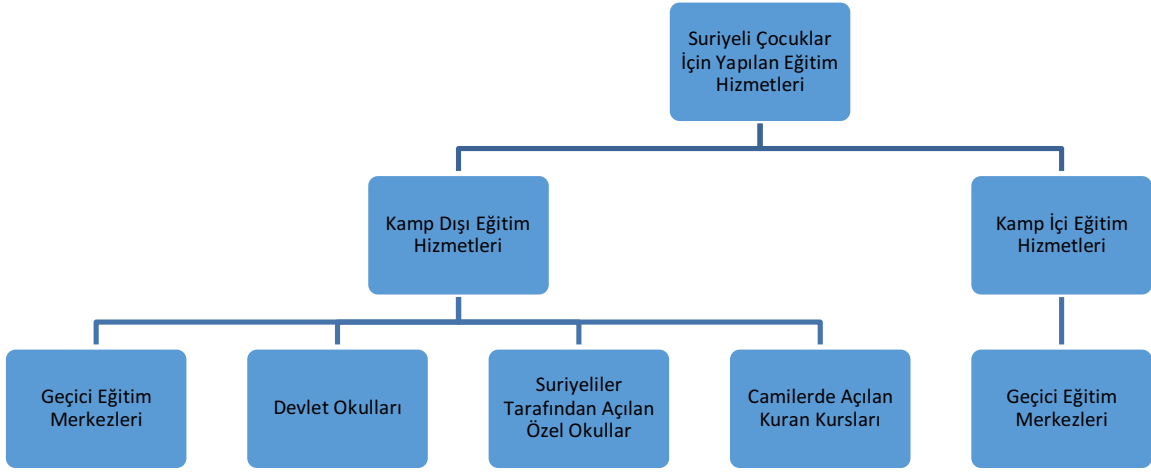 Suriyeli Çocuklar
İçin Yapılan Eğitim
Hizmetleri
Kamp Dışı Eğitim
Hizmetleri
Kamp İçi Eğitim
Hizmetleri
Geçici Eğitim
Merkezleri
Devlet Okulları
Suriyeliler
Tarafından Açılan
Özel Okullar
Camilerde Açılan
Kuran Kursları
Geçici Eğitim
Merkezleri